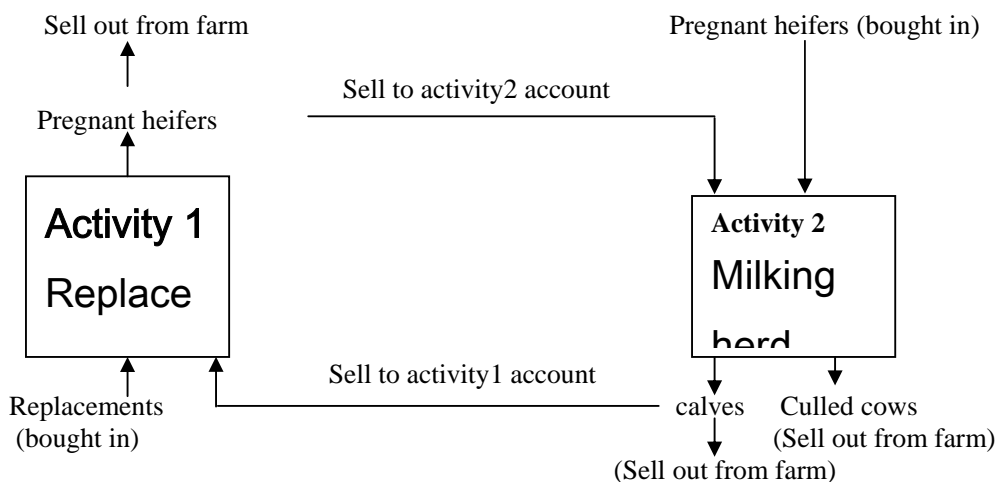 Sell out from farm
Pregnant heifers (bought in)
Sell to activity2 account
Pregnant heifers
Activity 1
Replace
Activity 2
Milking
herd
Sell to activity1 account
Replacements
(bought in)
calves
Culled cows
(Sell out from farm)
(Sell out from farm)